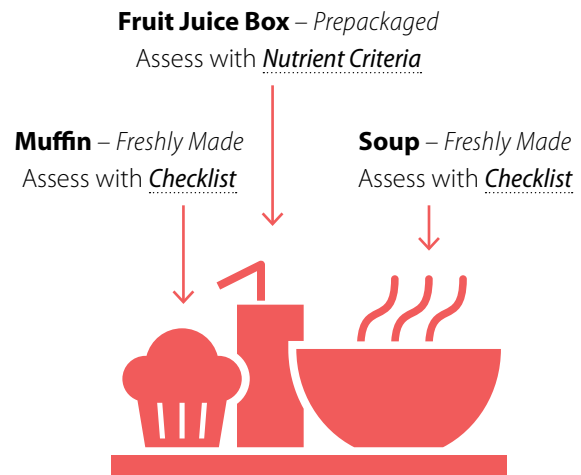 Fruit Juice Box – Prepackaged
Assess with Nutrient Criteria
Muffin – Freshly Made
Assess with Checklist
Soup – Freshly Made
Assess with Checklist